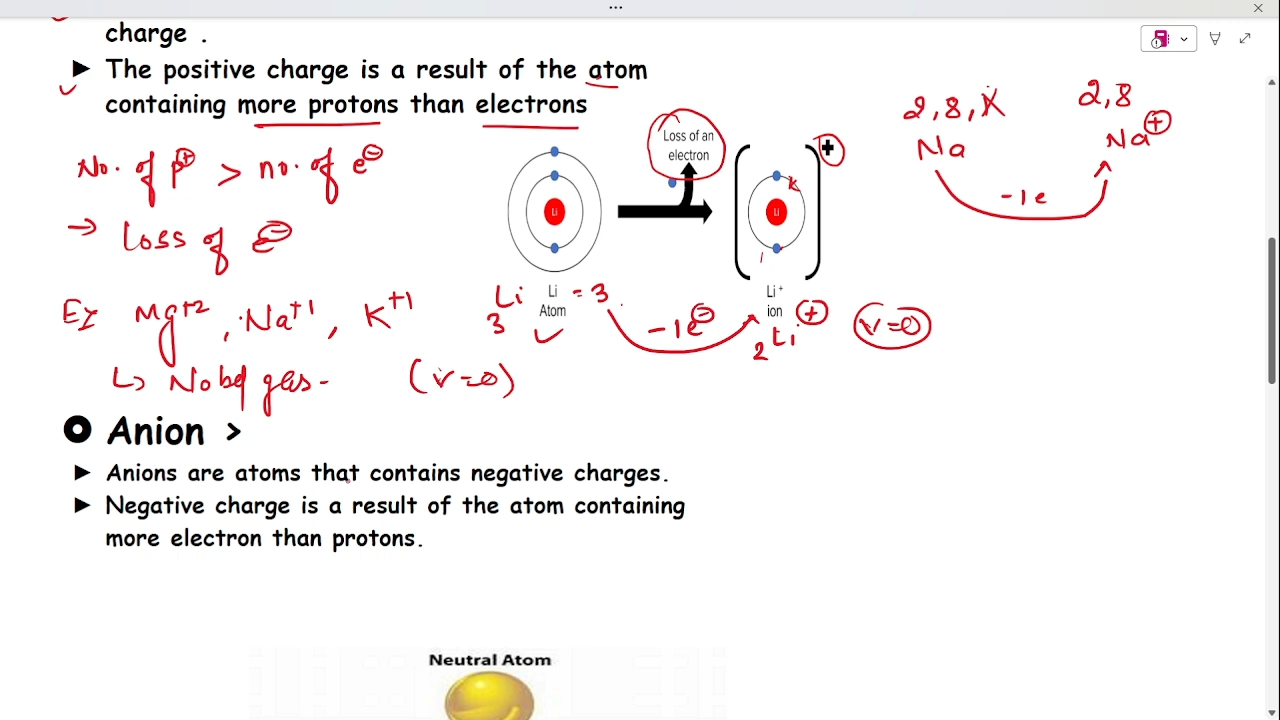 charge .
► The positive charge is a result of the atom
containing more protons than electrons
No. of p⊕ > no. of e⊖
→ Loss of e⊖
Ex Mg+2, Na+1, K+1
↳ Nobel gas- (v=0)
Loss of an
electron
Li
Li
+
Li
Atom
Li +
ion
Li = 3
3
-1e⊖
2Li⊕
v=0
2,8,1
Na
-1e
2,8
Na⊕
Anion >
► Anions are atoms that contains negative charges.
► Negative charge is a result of the atom containing
more electron than protons.
Neutral Atom